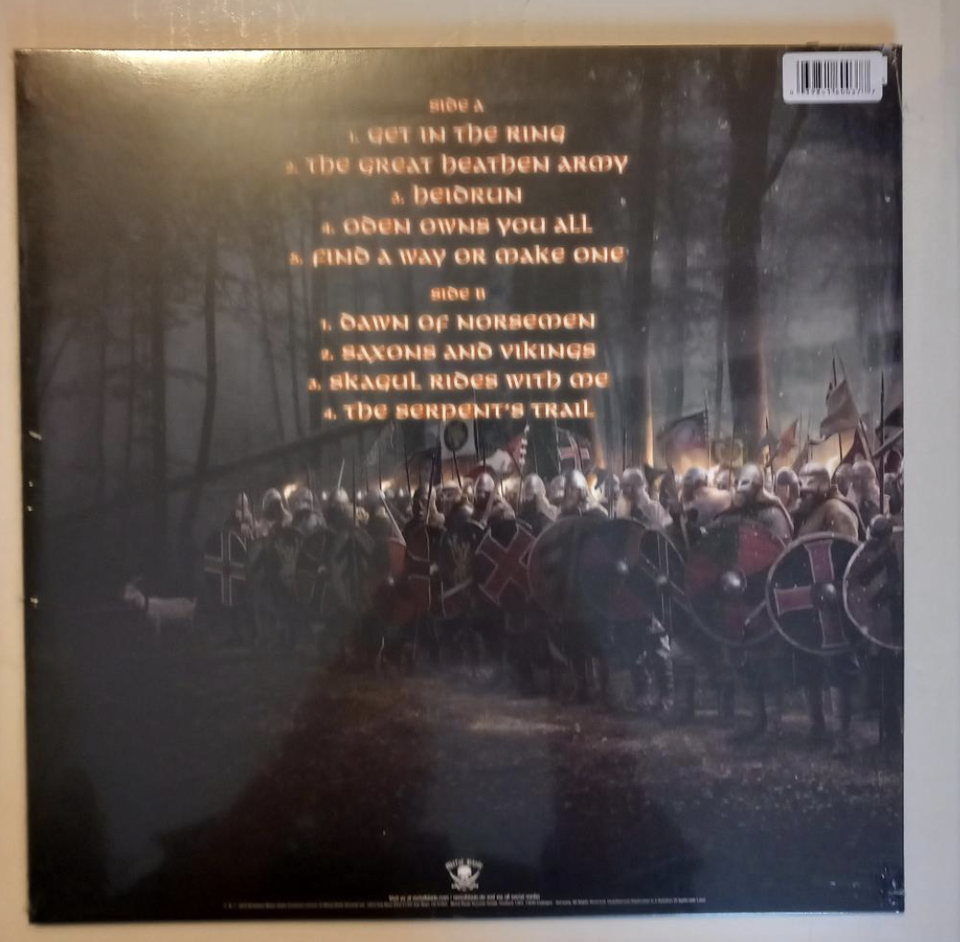 SIDE A
1. GET IN THE RING
2. THE GREAT HEATHEN ARMY
3. HEIDRUN
4. ODEN OWNS YOU ALL
5. FIND A WAY OR MAKE ONE
SIDE B
1. DAWN OF NORSEMEN
2. SAXONS AND VIKINGS
3. SKAGUL RIDES WITH ME
4. THE SERPENT'S TRAIL
METAL BLADE